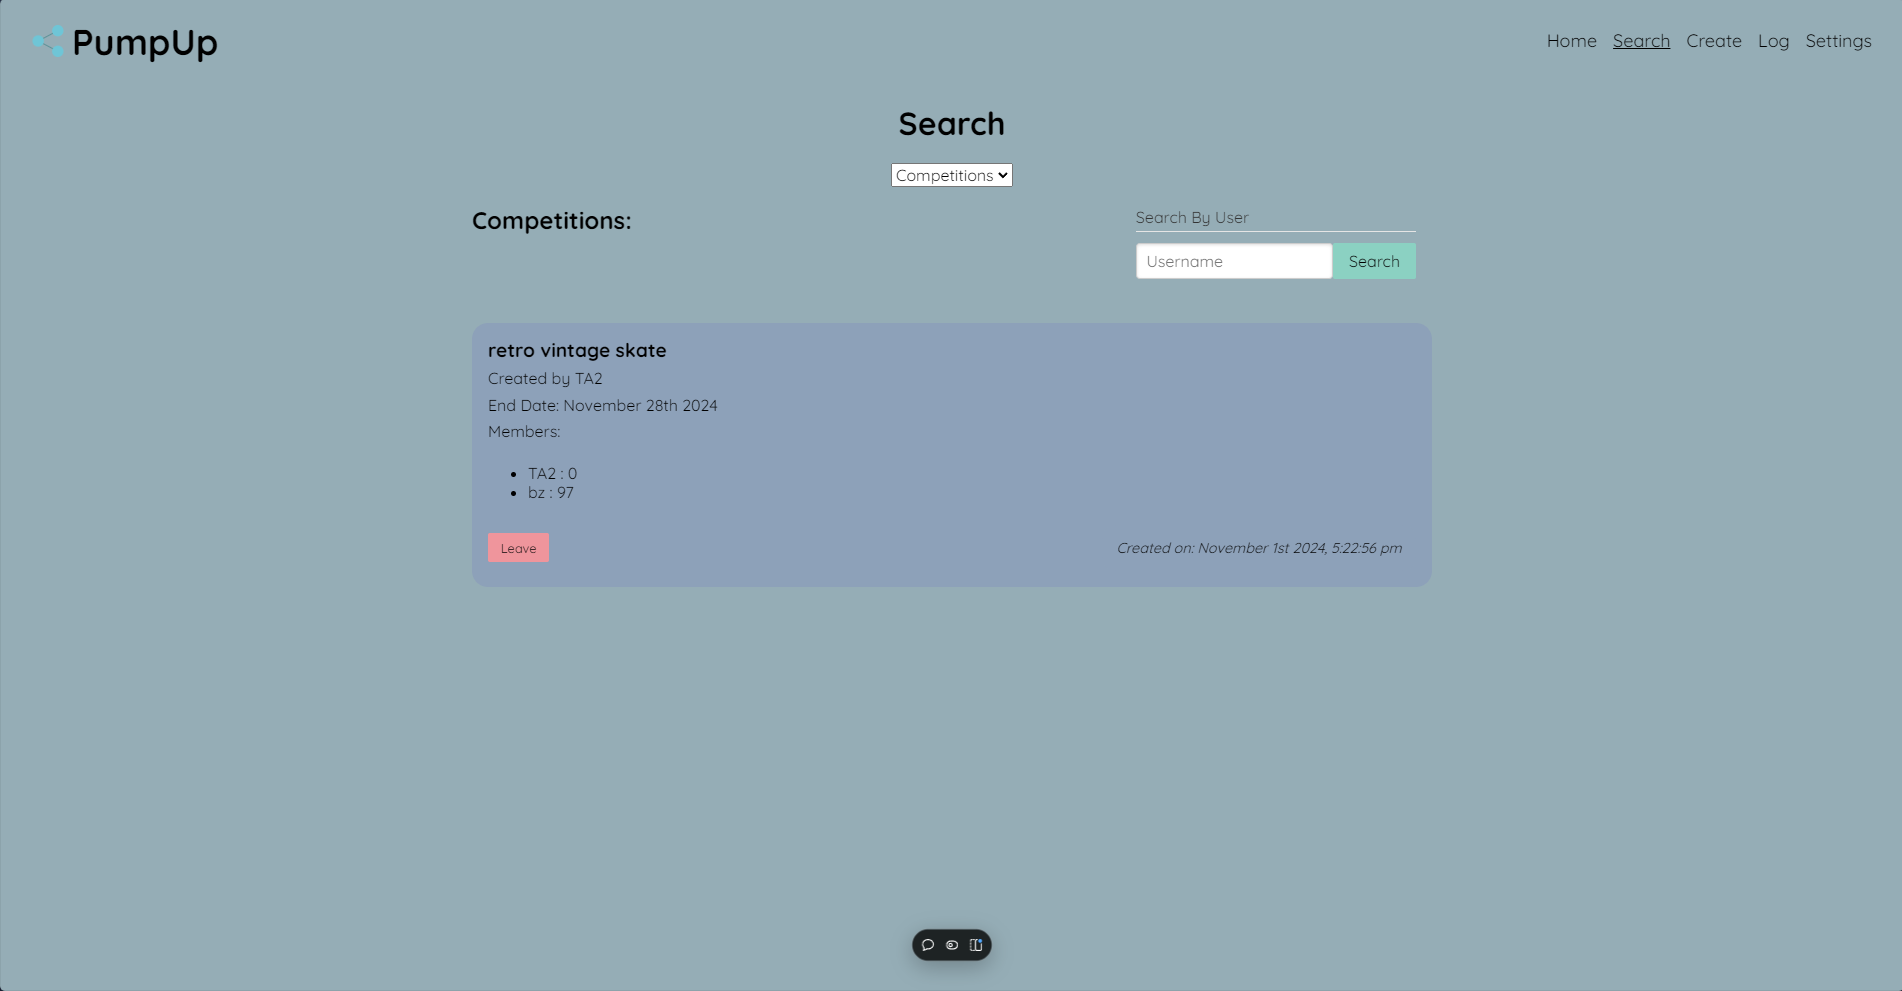 PumpUp
Home Search Create Log Settings
Search
Competitions
Competitions:
Search By User
Username
Search
retro vintage skate
Created by TA2
End Date: November 28th 2024
Members:
TA2 : 0
bz : 97
Leave
Created on: November 1st 2024, 5:22:56 pm